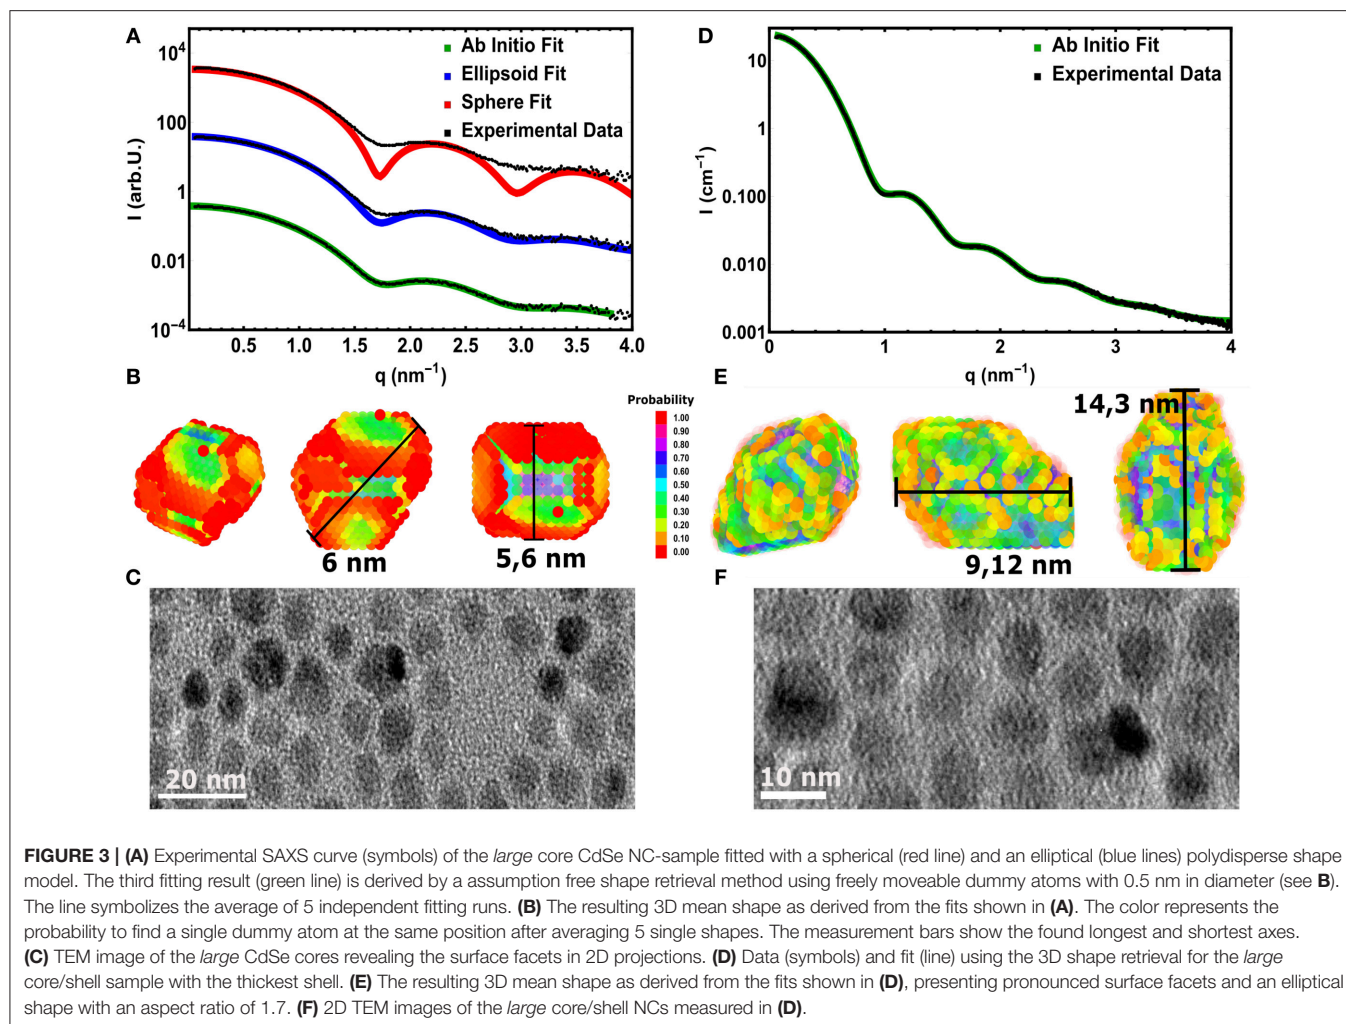 A
10^4
100
1
0.01
10^-4
I (arb.U.)
Ab Initio Fit
Ellipsoid Fit
Sphere Fit
Experimental Data
0.5 1.0 1.5 2.0 2.5 3.0 3.5 4.0
q (nm^-1)
D
10
1
0.100
0.010
0.001
I (cm^-1)
Ab Initio Fit
Experimental Data
0 1 2 3 4
q (nm^-1)
B
6 nm
5,6 nm
Probability
1.00
0.90
0.80
0.70
0.60
0.50
0.40
0.30
0.20
0.10
0.00
E
9,12 nm
14,3 nm
C
20 nm
F
10 nm
FIGURE 3 | (A) Experimental SAXS curve (symbols) of the large core CdSe NC-sample fitted with a spherical (red line) and an elliptical (blue lines) polydisperse shape
model. The third fitting result (green line) is derived by a assumption free shape retrieval method using freely moveable dummy atoms with 0.5 nm in diameter (see B).
The line symbolizes the average of 5 independent fitting runs. (B) The resulting 3D mean shape as derived from the fits shown in (A). The color represents the
probability to find a single dummy atom at the same position after averaging 5 single shapes. The measurement bars show the found longest and shortest axes.
(C) TEM image of the large CdSe cores revealing the surface facets in 2D projections. (D) Data (symbols) and fit (line) using the 3D shape retrieval for the large
core/shell sample with the thickest shell. (E) The resulting 3D mean shape as derived from the fits shown in (D), presenting pronounced surface facets and an elliptical
shape with an aspect ratio of 1.7. (F) 2D TEM images of the large core/shell NCs measured in (D).